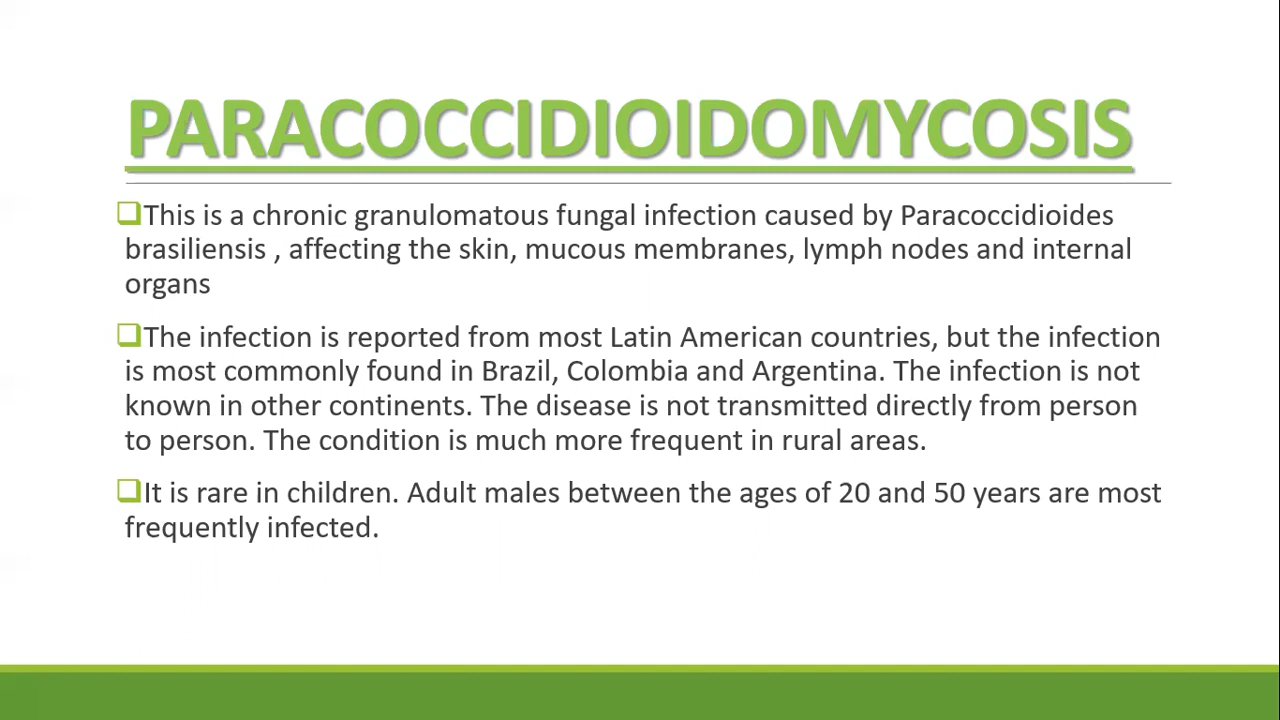 PARACOCCIDIOIDOMYCOSIS
This is a chronic granulomatous fungal infection caused by Paracoccidioides
brasiliensis , affecting the skin, mucous membranes, lymph nodes and internal
organs
The infection is reported from most Latin American countries, but the infection
is most commonly found in Brazil, Colombia and Argentina. The infection is not
known in other continents. The disease is not transmitted directly from person
to person. The condition is much more frequent in rural areas.
It is rare in children. Adult males between the ages of 20 and 50 years are most
frequently infected.